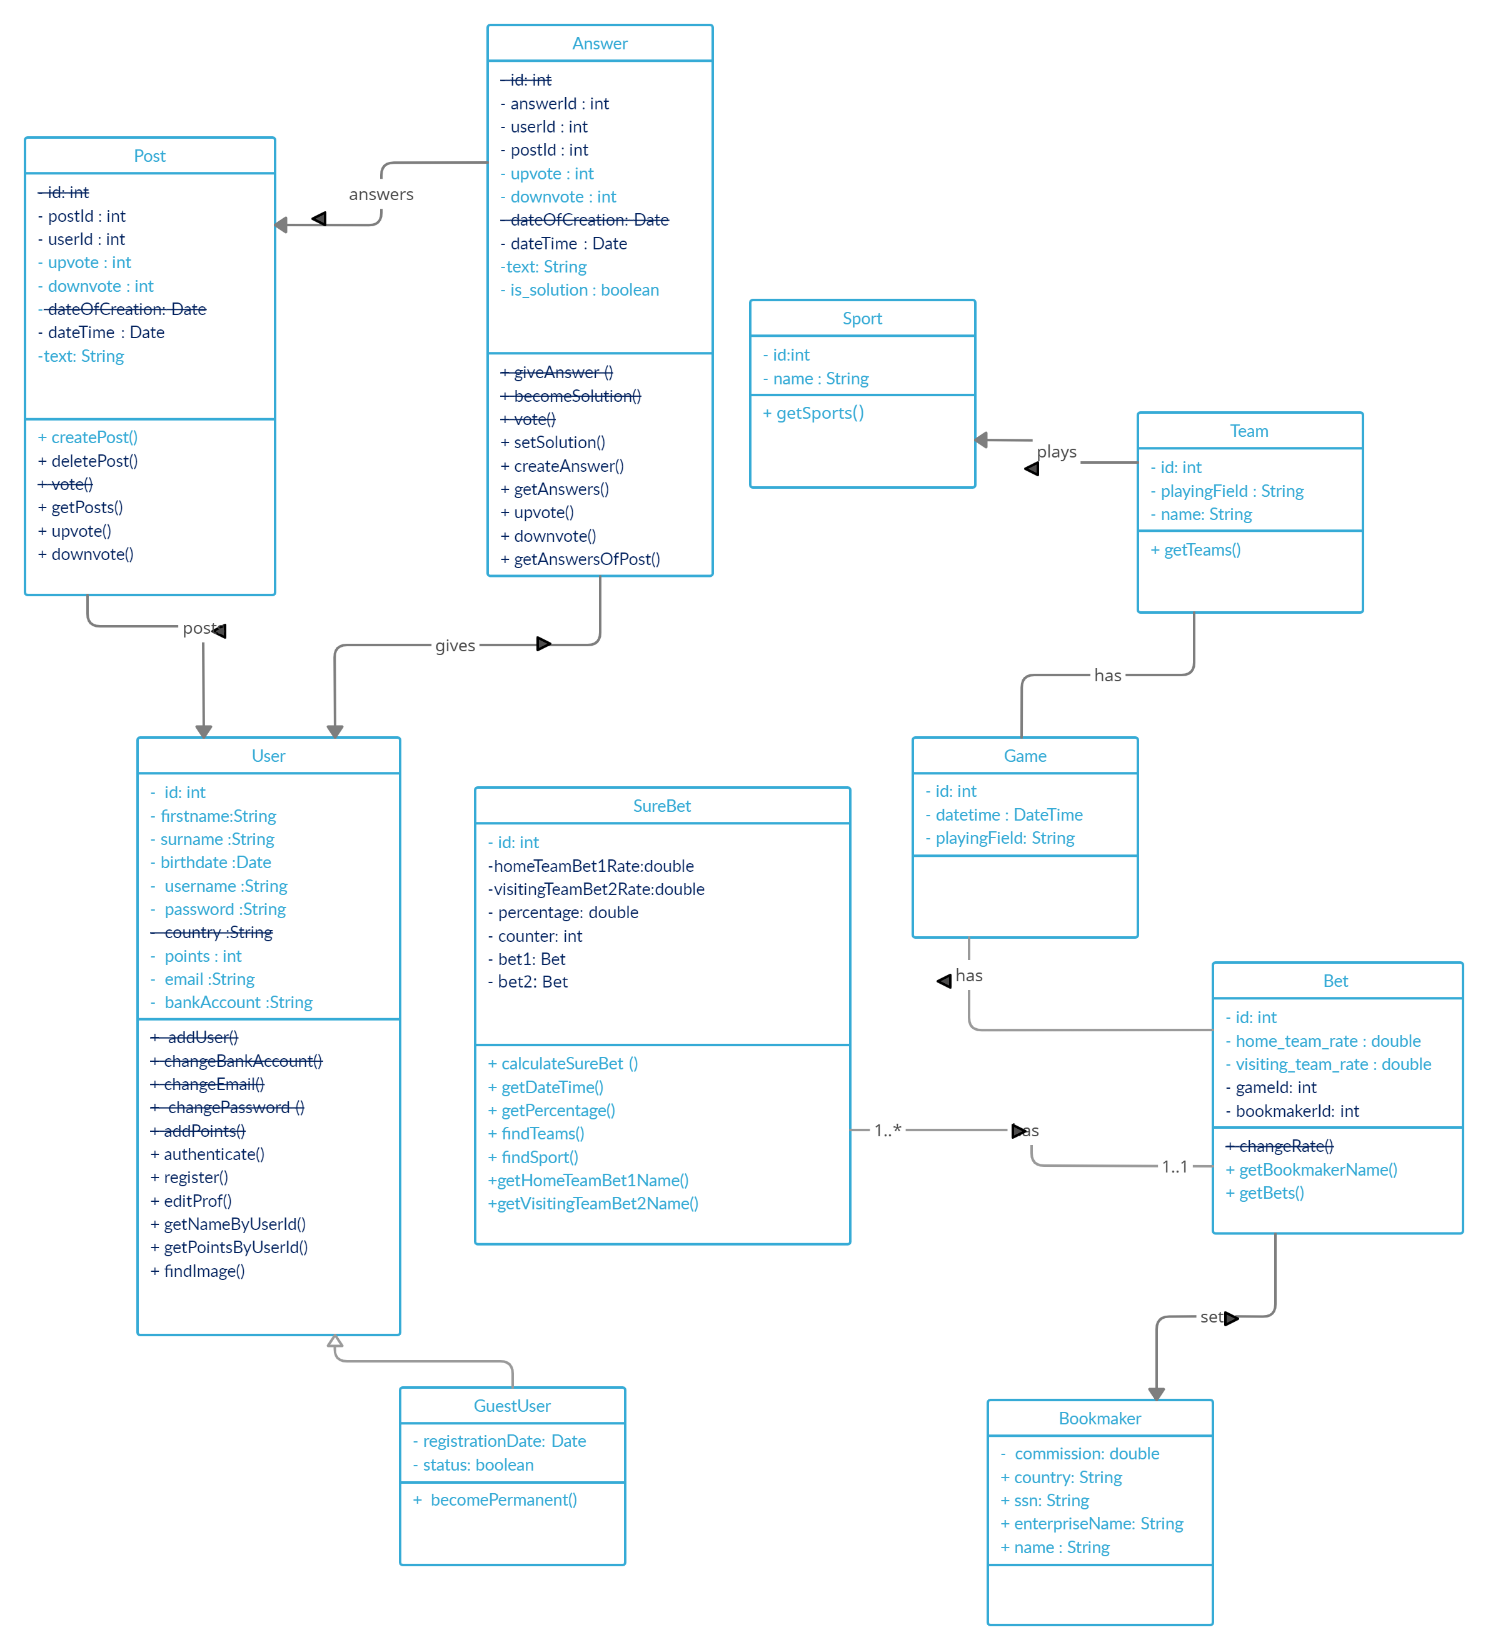 Answer
- id: int
- answerId : int
- userId : int
- postId : int
- upvote : int
- downvote : int
- dateOfCreation: Date
- dateTime : Date
-text: String
- is_solution : boolean
+ giveAnswer ()
+ becomeSolution()
+ vote()
+ setSolution()
+ createAnswer()
+ getAnswers()
+ upvote()
+ downvote()
+ getAnswersOfPost()
Post
- id: int
- postId : int
- userId : int
- upvote : int
- downvote : int
- dateOfCreation: Date
- dateTime : Date
-text: String
+ createPost()
+ deletePost()
+ vote()
+ getPosts()
+ upvote()
+ downvote()
answers
Sport
- id:int
- name : String
+ getSports()
plays
Team
- id: int
- playingField : String
- name: String
+ getTeams()
posts
gives
has
User
- id: int
- firstname:String
- surname :String
- birthdate :Date
- username :String
- password :String
- country :String
- points : int
- email :String
- bankAccount :String
+ addUser()
+ changeBankAccount()
+ changeEmail()
+ changePassword ()
+ addPoints()
+ authenticate()
+ register()
+ editProf()
+ getNameByUserId()
+ getPointsByUserId()
+ findImage()
SureBet
- id: int
-homeTeamBet1Rate:double
-visitingTeamBet2Rate:double
- percentage: double
- counter: int
- bet1: Bet
- bet2: Bet
+ calculateSureBet ()
+ getDateTime()
+ getPercentage()
+ findTeams()
+ findSport()
+getHomeTeamBet1Name()
+getVisitingTeamBet2Name()
Game
- id: int
- datetime : DateTime
- playingField: String
has
Bet
- id: int
- home_team_rate : double
- visiting_team_rate : double
- gameId: int
- bookmakerId: int
+ changeRate()
+ getBookmakerName()
+ getBets()
1..*
has
1..1
set
GuestUser
- registrationDate: Date
- status: boolean
+ becomePermanent()
Bookmaker
- commission: double
+ country: String
+ ssn: String
+ enterpriseName: String
+ name : String